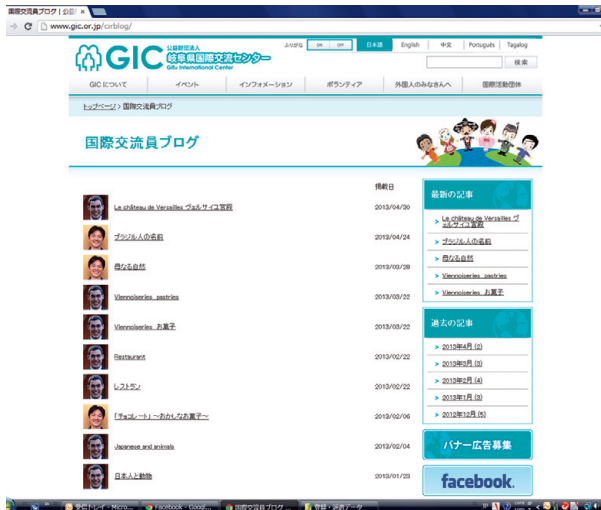 国際交流員ブログ | 公益
www.gic.or.jp/cirblog/
GIC 公益財団法人
岐阜県国際交流センター
Gifu International Center
ふりがな ON OFF 日本語 English 中文 Português Tagalog
検索
GICについて イベント インフォメーション ボランティア 外国人のみなさんへ 国際活動団体
トップページ > 国際交流員ブログ
国際交流員ブログ
掲載日
Le château de Versailles ヴェルサイユ宮殿 2013/04/30
ブラジル人の名前 2013/04/24
母なる自然 2013/03/29
Viennoiseries pastries 2013/03/22
Viennoiseries お菓子 2013/03/22
Restaurant 2013/02/22
レストラン 2013/02/22
「チョコレート」〜おかしなお菓子〜 2013/02/06
Japanese and animals 2013/02/04
日本人と動物 2013/01/23
最新の記事
> Le château de Versailles ヴ
ェルサイユ宮殿
> ブラジル人の名前
> 母なる自然
> Viennoiseries pastries
> Viennoiseries お菓子
過去の記事
> 2013年4月 (2)
> 2013年3月 (3)
> 2013年2月 (4)
> 2013年1月 (3)
> 2012年12月 (5)
バナー広告募集
facebook.
受信トレイ - Micro...
Facebook - Googl...
国際交流員ブログ ...